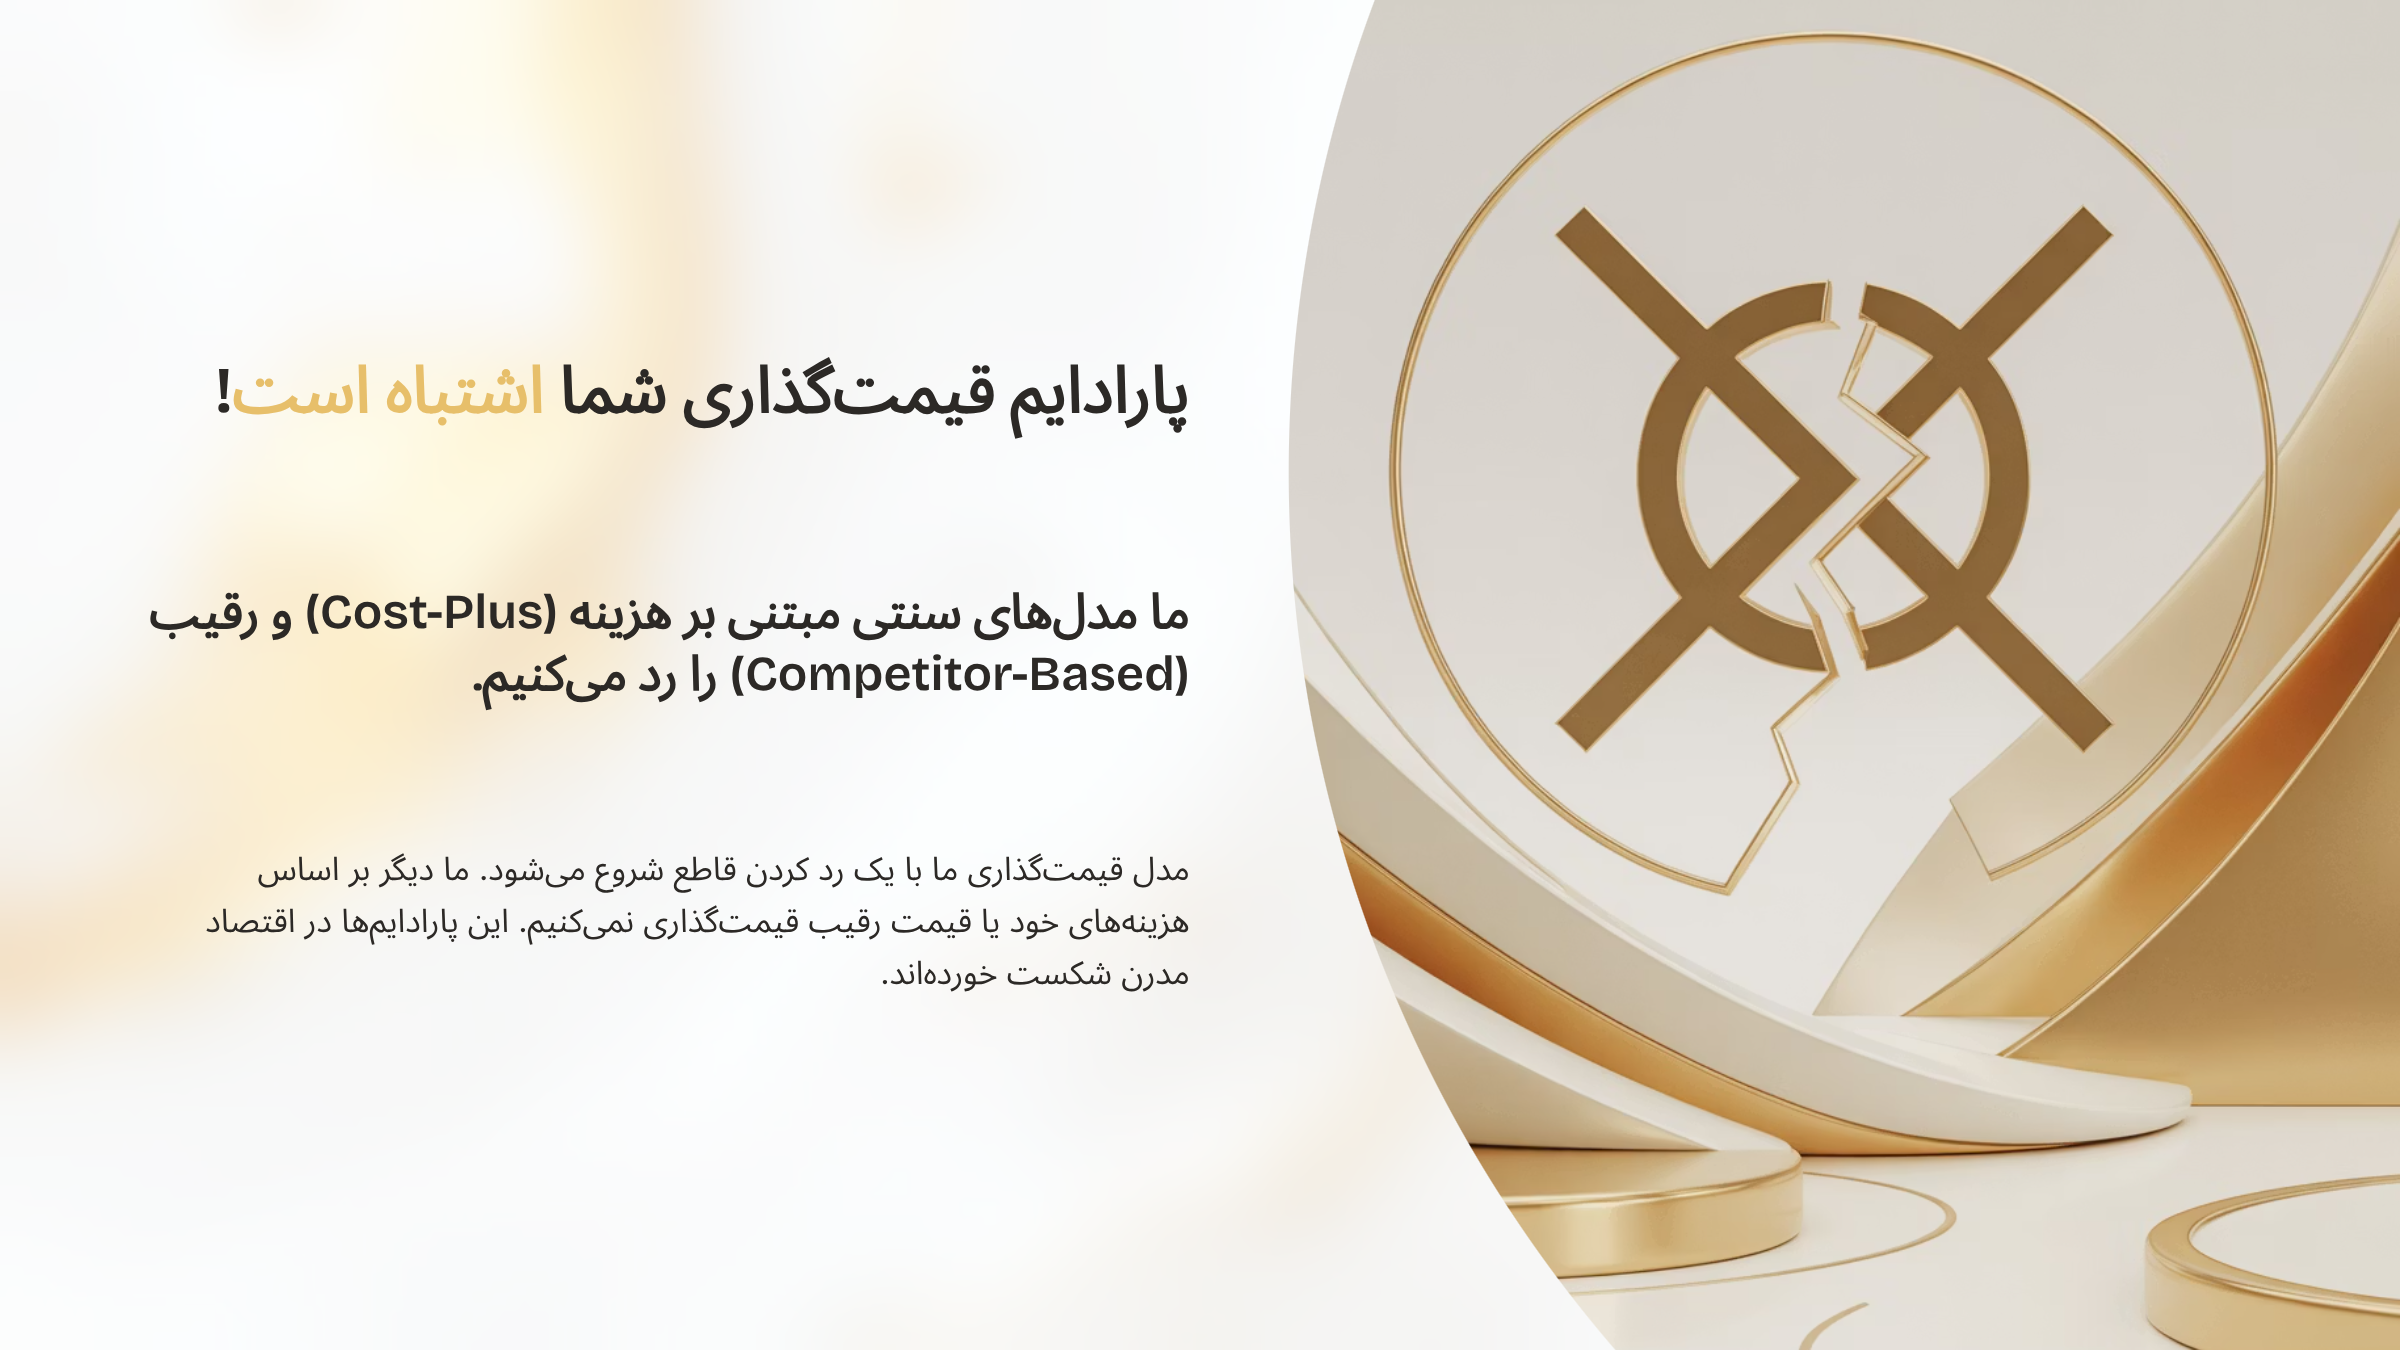 پارادایم قیمت‌گذاری شما اشتباه است!
ما مدل‌های سنتی مبتنی بر هزینه (Cost-Plus) و رقیب
(Competitor-Based) را رد می‌کنیم.
مدل قیمت‌گذاری ما با یک رد کردن قاطع شروع می‌شود. ما دیگر بر اساس
هزینه‌های خود یا قیمت رقیب قیمت‌گذاری نمی‌کنیم. این پارادایم‌ها در اقتصاد
مدرن شکست خورده‌اند.